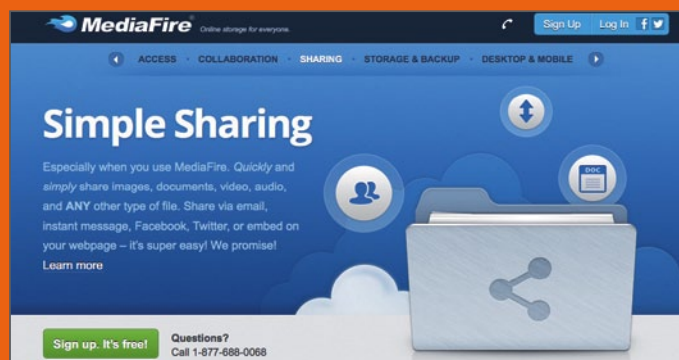 MediaFire Online storage for everyone. Sign Up Log In
ACCESS • COLLABORATION • SHARING • STORAGE & BACKUP • DESKTOP & MOBILE
Simple Sharing
Especially when you use MediaFire. Quickly and
simply share images, documents, video, audio,
and ANY other type of file. Share via email,
instant message, Facebook, Twitter, or embed on
your webpage – it's super easy! We promise!
Learn more
DOC
Sign up. It's free!
Questions?
Call 1-877-688-0068